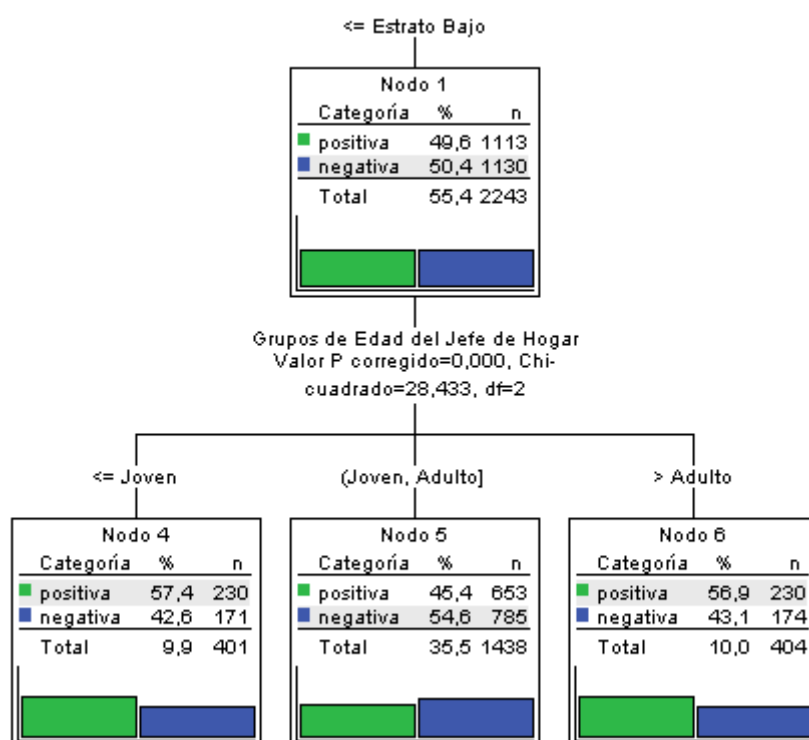 <= Estrato Bajo
Nodo 1
Categoría % n
positiva 49,6 1113
negativa 50,4 1130
Total 55,4 2243
Grupos de Edad del Jefe de Hogar
Valor P corregido=0,000, Chi-
cuadrado=28,433, df=2
<= Joven
(Joven, Adulto]
> Adulto
Nodo 4
Categoría % n
positiva 57,4 230
negativa 42,6 171
Total 9,9 401
Nodo 5
Categoría % n
positiva 45,4 653
negativa 54,6 785
Total 35,5 1438
Nodo 6
Categoría % n
positiva 56,9 230
negativa 43,1 174
Total 10,0 404